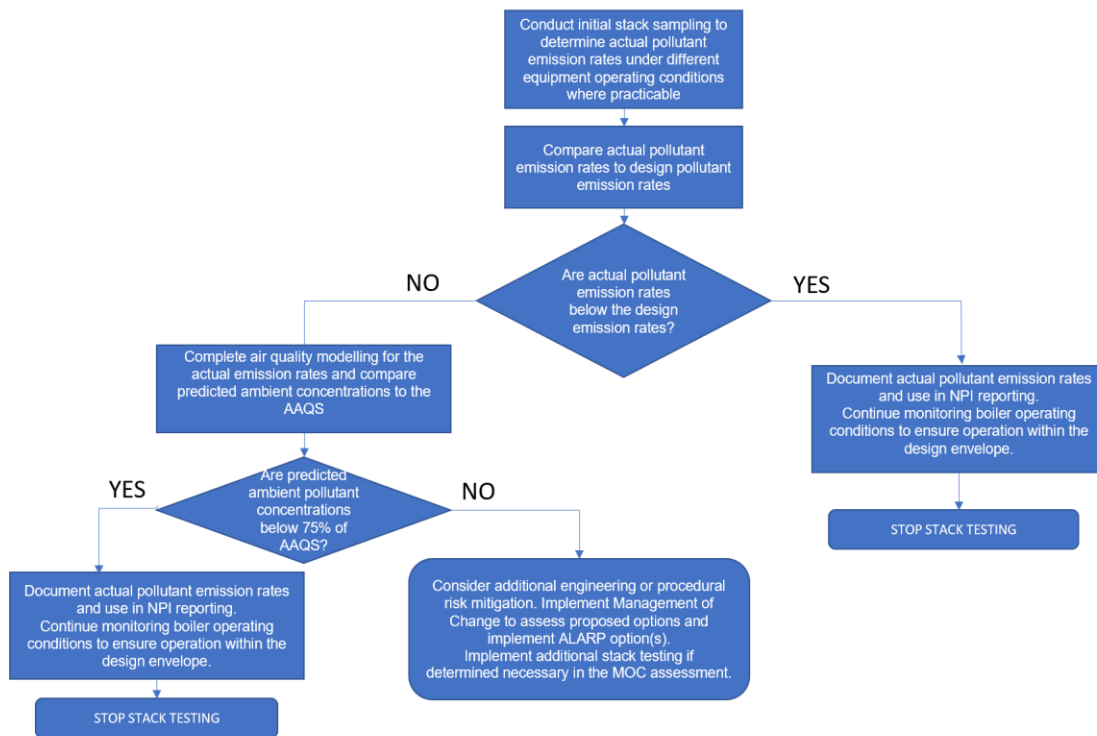 Conduct initial stack sampling to
determine actual pollutant
emission rates under different
equipment operating conditions
where practicable
Compare actual pollutant
emission rates to design pollutant
emission rates
Are actual pollutant
emission rates
below the design
emission rates?
NO
YES
Complete air quality modelling for the
actual emission rates and compare
predicted ambient concentrations to the
AAQS
Document actual pollutant emission rates
and use in NPI reporting.
Continue monitoring boiler operating
conditions to ensure operation within the
design envelope.
STOP STACK TESTING
Are predicted
ambient pollutant
concentrations
below 75% of
AAQS?
YES
NO
Document actual pollutant emission rates
and use in NPI reporting.
Continue monitoring boiler operating
conditions to ensure operation within the
design envelope.
STOP STACK TESTING
Consider additional engineering or procedural
risk mitigation. Implement Management of
Change to assess proposed options and
implement ALARP option(s).
Implement additional stack testing if
determined necessary in the MOC assessment.